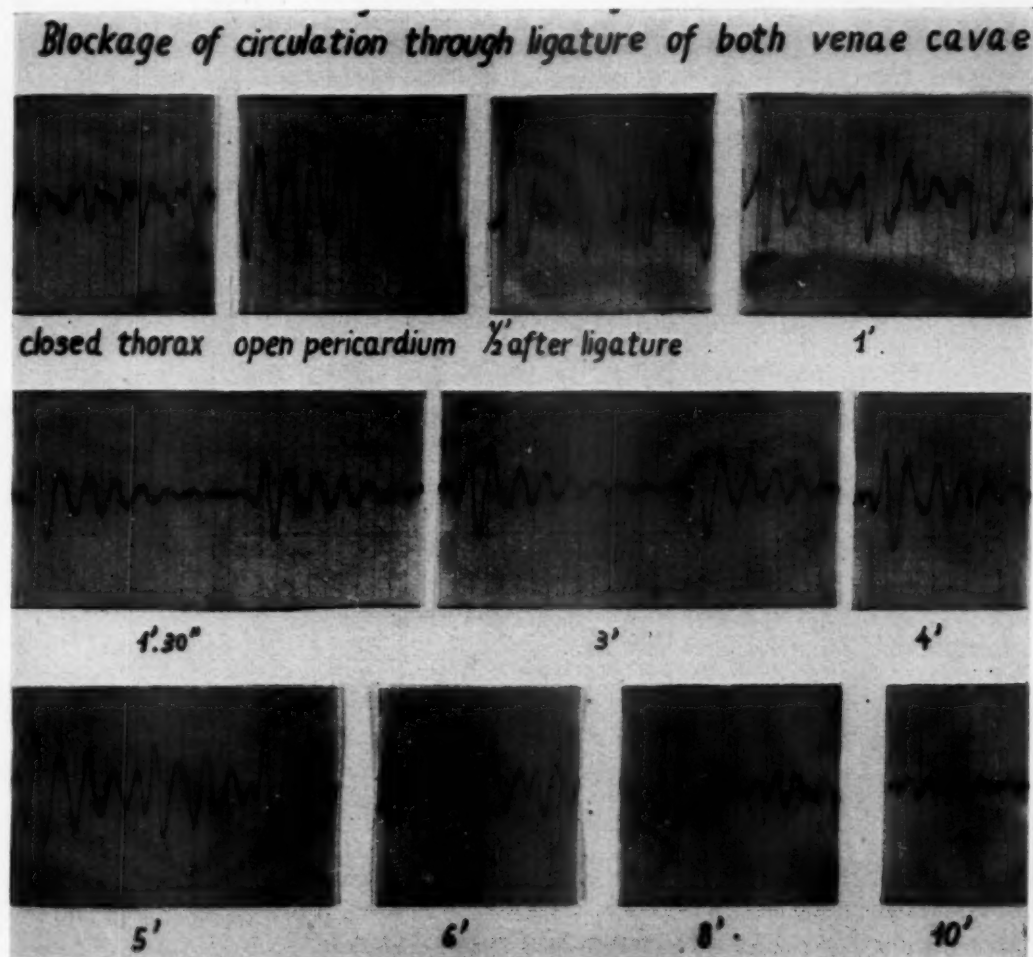 Blockage of circulation through ligature of both venae cavae
closed thorax open pericardium ½' after ligature 1'
1'.30" 3' 4'
5' 6' 8' 10'